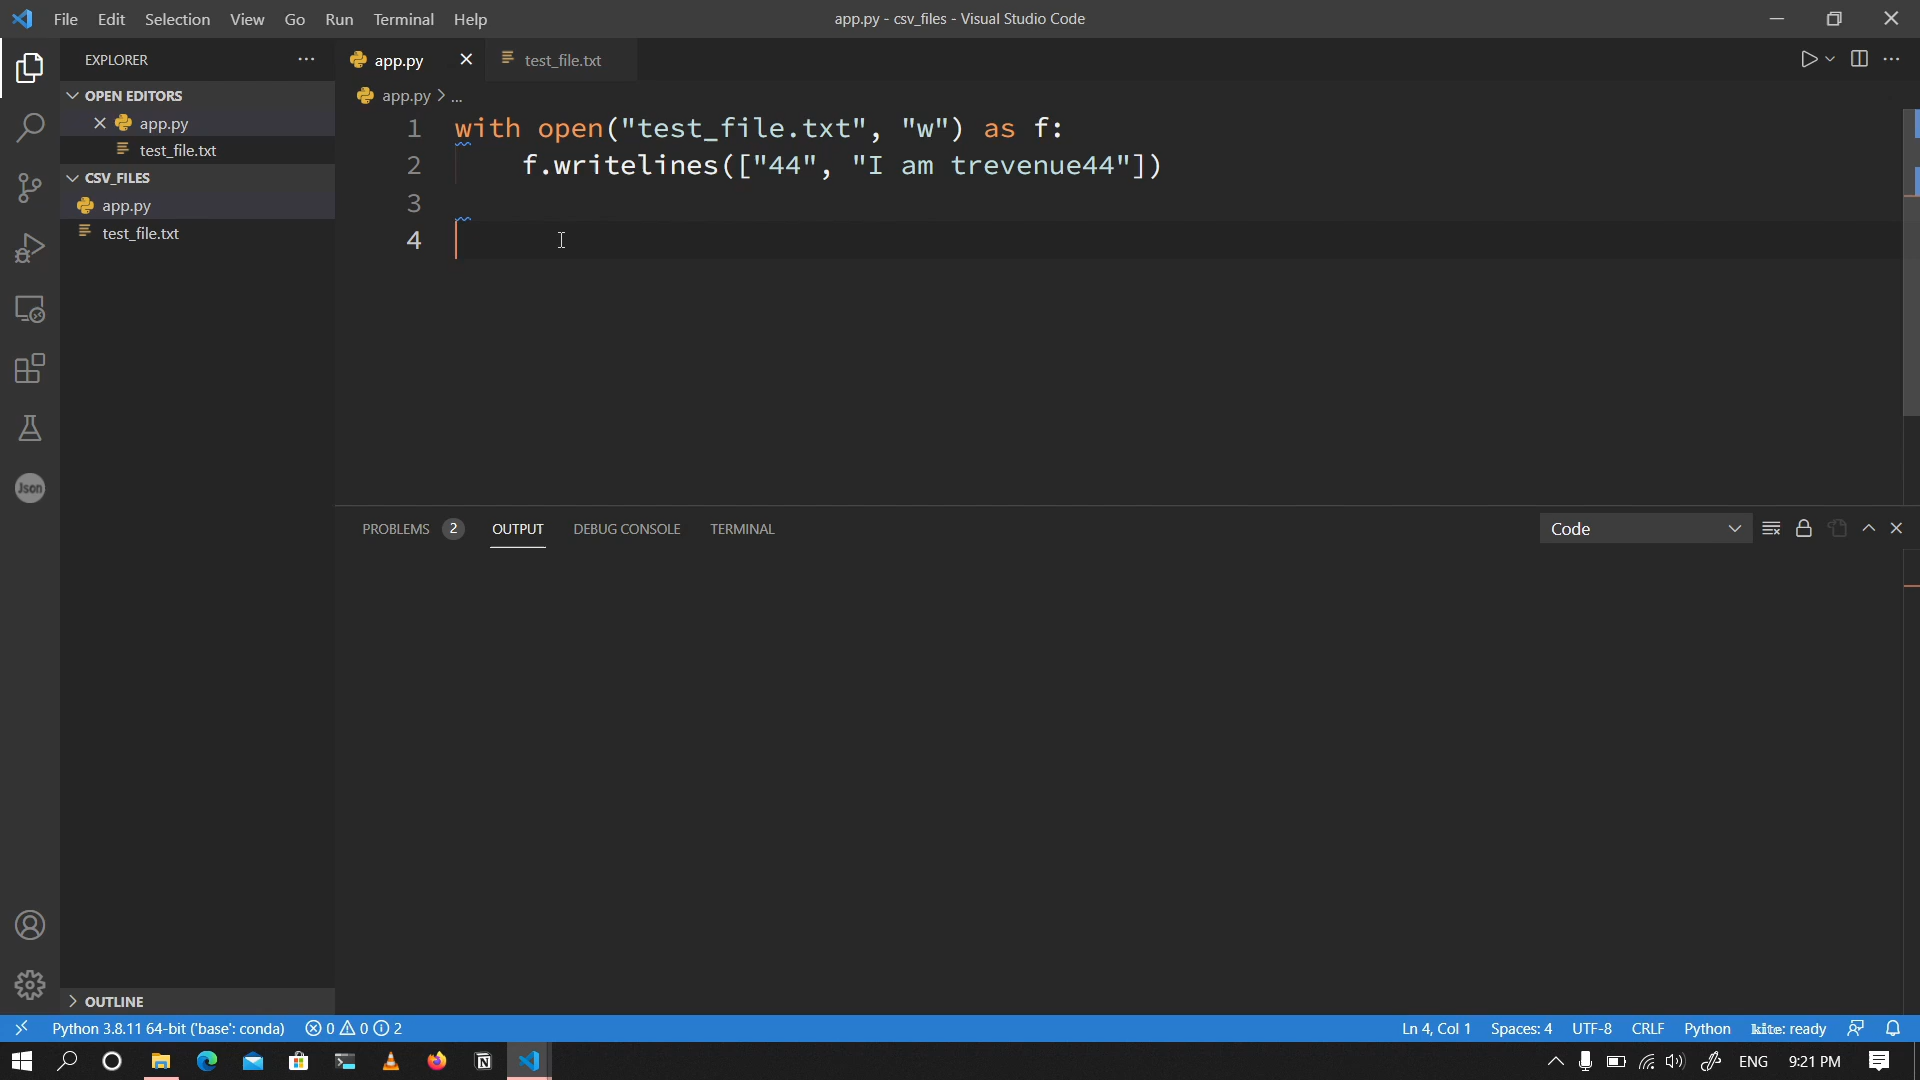 File Edit Selection View Go Run Terminal Help
app.py - csv_files - Visual Studio Code
EXPLORER
app.py
test_file.txt
OPEN EDITORS
app.py > ...
app.py
test_file.txt
CSV_FILES
app.py
test_file.txt
1 with open("test_file.txt", "w") as f:
2 f.writelines(["44", "I am trevenue44"])
3
4
PROBLEMS 2 OUTPUT DEBUG CONSOLE TERMINAL
Code
Json
OUTLINE
Python 3.8.11 64-bit ('base': conda) 0 0 2
Ln 4, Col 1 Spaces: 4 UTF-8 CRLF Python kite: ready
ENG 9:21 PM